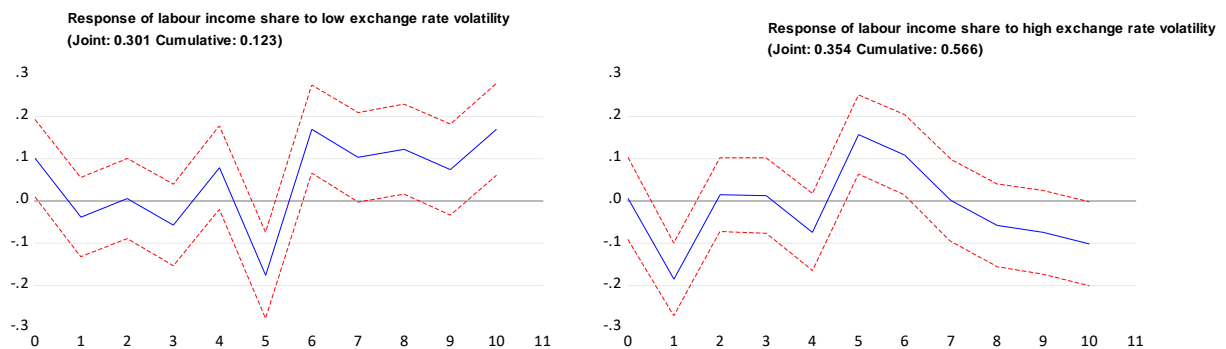 Response of labour income share to low exchange rate volatility
(Joint: 0.301 Cumulative: 0.123)
.3
.2
.1
.0
-.1
-.2
-.3
0 1 2 3 4 5 6 7 8 9 10 11
Response of labour income share to high exchange rate volatility
(Joint: 0.354 Cumulative: 0.566)
.3
.2
.1
.0
-.1
-.2
-.3
0 1 2 3 4 5 6 7 8 9 10 11